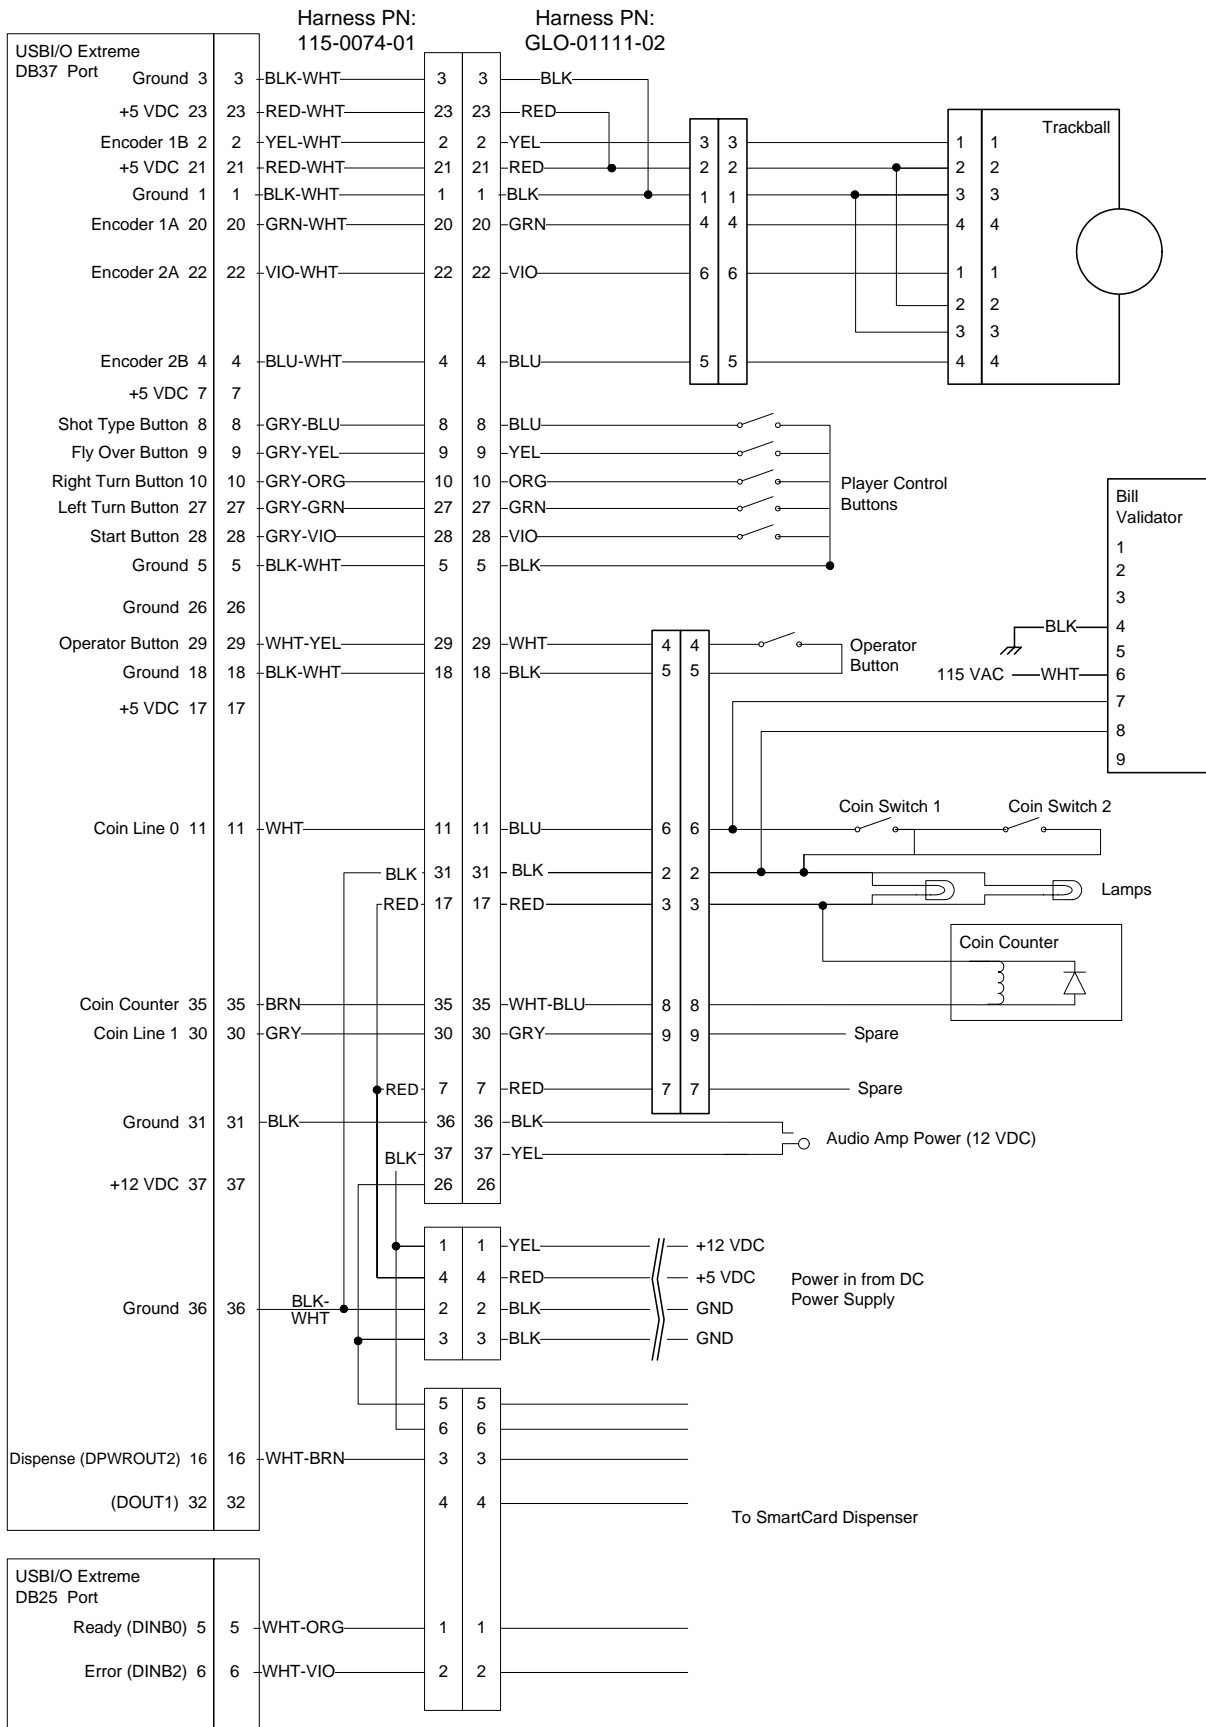 Harness PN: Harness PN:
115-0074-01 GLO-01111-02
USBI/O Extreme
DB37 Port
Ground 3 3 BLK-WHT 3 3 BLK
+5 VDC 23 23 RED-WHT 23 23 RED
Trackball
Encoder 1B 2 2 YEL-WHT 2 2 YEL 3 3 1 1
+5 VDC 21 21 RED-WHT 21 21 RED 2 2 2 2
Ground 1 1 BLK-WHT 1 1 BLK 1 1 3 3
Encoder 1A 20 20 GRN-WHT 20 20 GRN 4 4 4 4
Encoder 2A 22 22 VIO-WHT 22 22 VIO 6 6 1 1
2 2
3 3
Encoder 2B 4 4 BLU-WHT 4 4 BLU 5 5 4 4
+5 VDC 7 7
Shot Type Button 8 8 GRY-BLU 8 8 BLU
Fly Over Button 9 9 GRY-YEL 9 9 YEL
Right Turn Button 10 10 GRY-ORG 10 10 ORG
Left Turn Button 27 27 GRY-GRN 27 27 GRN
Start Button 28 28 GRY-VIO 28 28 VIO
Ground 5 5 BLK-WHT 5 5 BLK
Player Control
Buttons
Bill
Validator
1
2
3
BLK 4
5
115 VAC WHT 6
7
8
9
Ground 26 26
Operator Button 29 29 WHT-YEL 29 29 WHT 4 4
Ground 18 18 BLK-WHT 18 18 BLK 5 5
Operator
Button
+5 VDC 17 17
Coin Switch 1 Coin Switch 2
Coin Line 0 11 11 WHT 11 11 BLU 6 6
BLK 31 31 BLK 2 2
Lamps
RED 17 17 RED 3 3
Coin Counter
Coin Counter 35 35 BRN 35 35 WHT-BLU 8 8
Coin Line 1 30 30 GRY 30 30 GRY 9 9 Spare
RED 7 7 RED 7 7 Spare
Ground 31 31 BLK 36 36 BLK
Audio Amp Power (12 VDC)
BLK 37 37 YEL
+12 VDC 37 37 26 26
1 1 YEL +12 VDC
4 4 RED +5 VDC
Power in from DC
Power Supply
Ground 36 36 BLK-
WHT
2 2 BLK GND
3 3 BLK GND
5 5
6 6
Dispense (DPWROUT2) 16 16 WHT-BRN 3 3
(DOUT1) 32 32 4 4
To SmartCard Dispenser
USBI/O Extreme
DB25 Port
Ready (DINB0) 5 5 WHT-ORG 1 1
Error (DINB2) 6 6 WHT-VIO 2 2